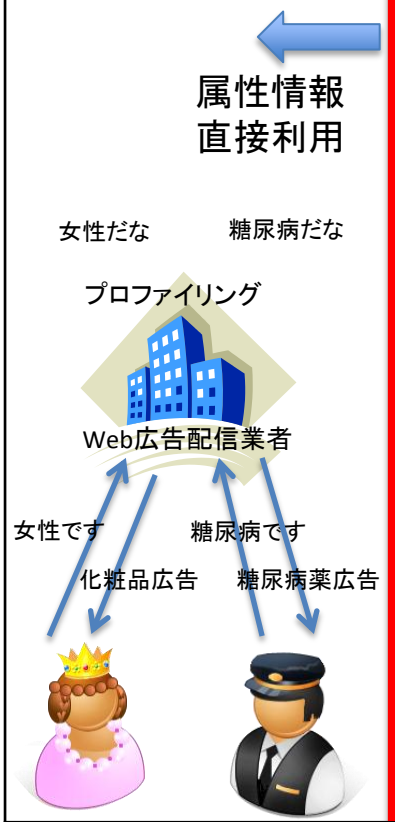 属性情報
直接利用
女性だな
糖尿病だな
プロファイリング
Web広告配信業者
女性です
糖尿病です
化粧品広告
糖尿病薬広告